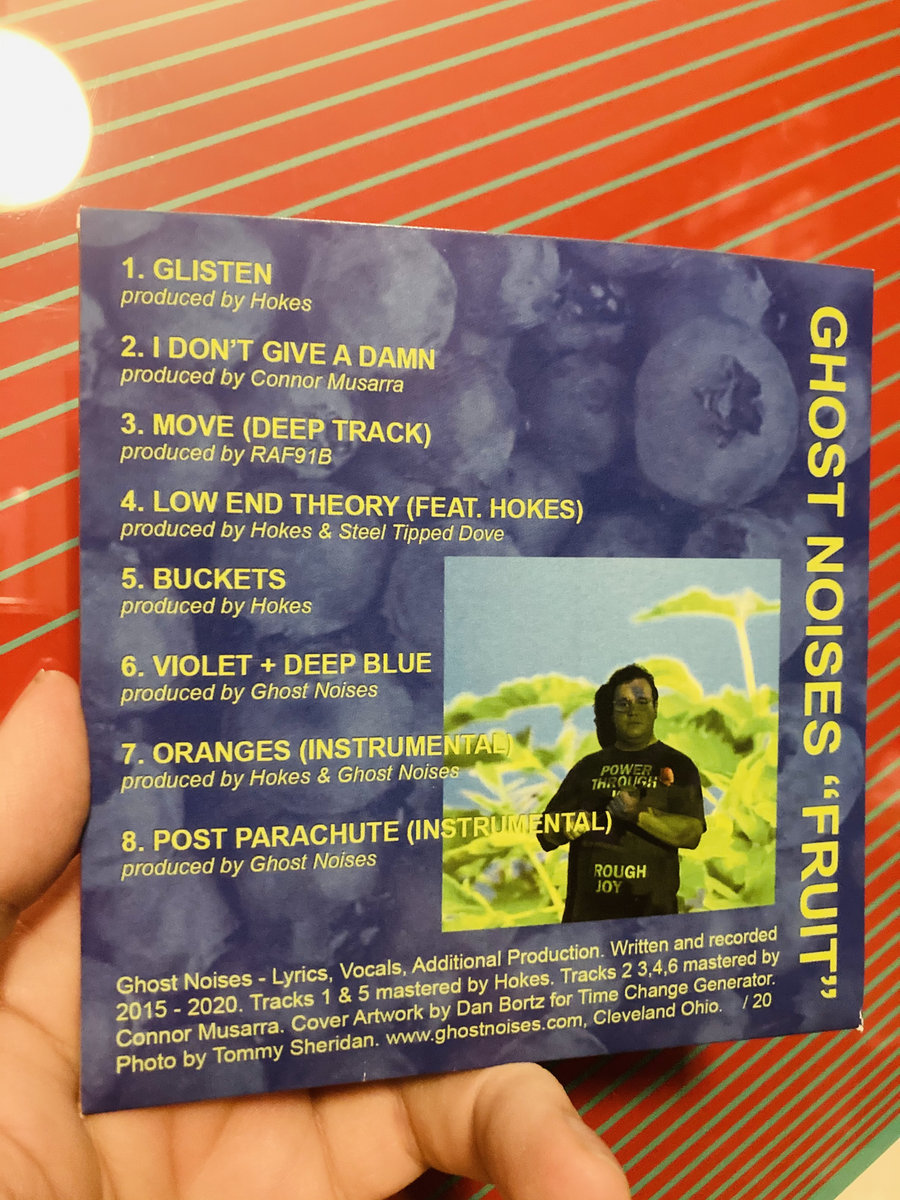 1. GLISTEN
produced by Hokes
2. I DON'T GIVE A DAMN
produced by Connor Musarra
3. MOVE (DEEP TRACK)
produced by RAF91B
4. LOW END THEORY (FEAT. HOKES)
produced by Hokes & Steel Tipped Dove
5. BUCKETS
produced by Hokes
6. VIOLET + DEEP BLUE
produced by Ghost Noises
7. ORANGES (INSTRUMENTAL)
produced by Hokes & Ghost Noises
8. POST PARACHUTE (INSTRUMENTAL)
produced by Ghost Noises
POWER
THROUGH
ROUGH
JOY
Ghost Noises - Lyrics, Vocals, Additional Production. Written and recorded
2015 - 2020. Tracks 1 & 5 mastered by Hokes. Tracks 2 3,4,6 mastered by
Connor Musarra. Cover Artwork by Dan Bortz for Time Change Generator.
Photo by Tommy Sheridan. www.ghostnoises.com, Cleveland Ohio. / 20
GHOST NOISES “FRUIT”